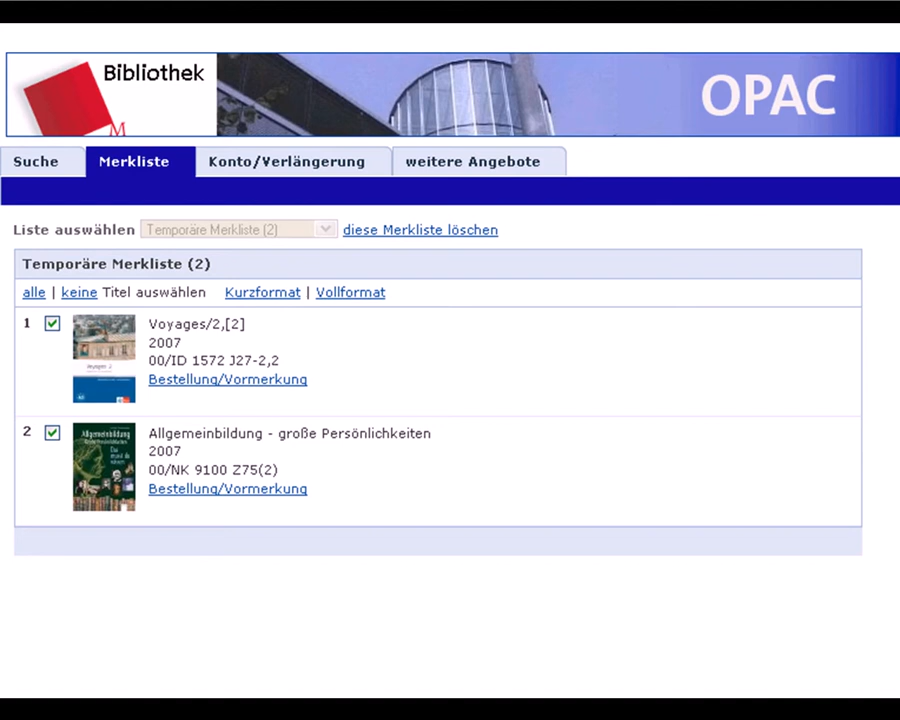 Bibliothek
M
OPAC
Suche Merkliste Konto/Verlängerung weitere Angebote
Liste auswählen Temporäre Merkliste (2) diese Merkliste löschen
Temporäre Merkliste (2)
alle | keine Titel auswählen Kurzformat | Vollformat
1 Voyages/2,[2]
2007
00/ID 1572 J27-2,2
Bestellung/Vormerkung
2 Allgemeinbildung - große Persönlichkeiten
2007
00/NK 9100 Z75(2)
Bestellung/Vormerkung
Allgemeinbildung